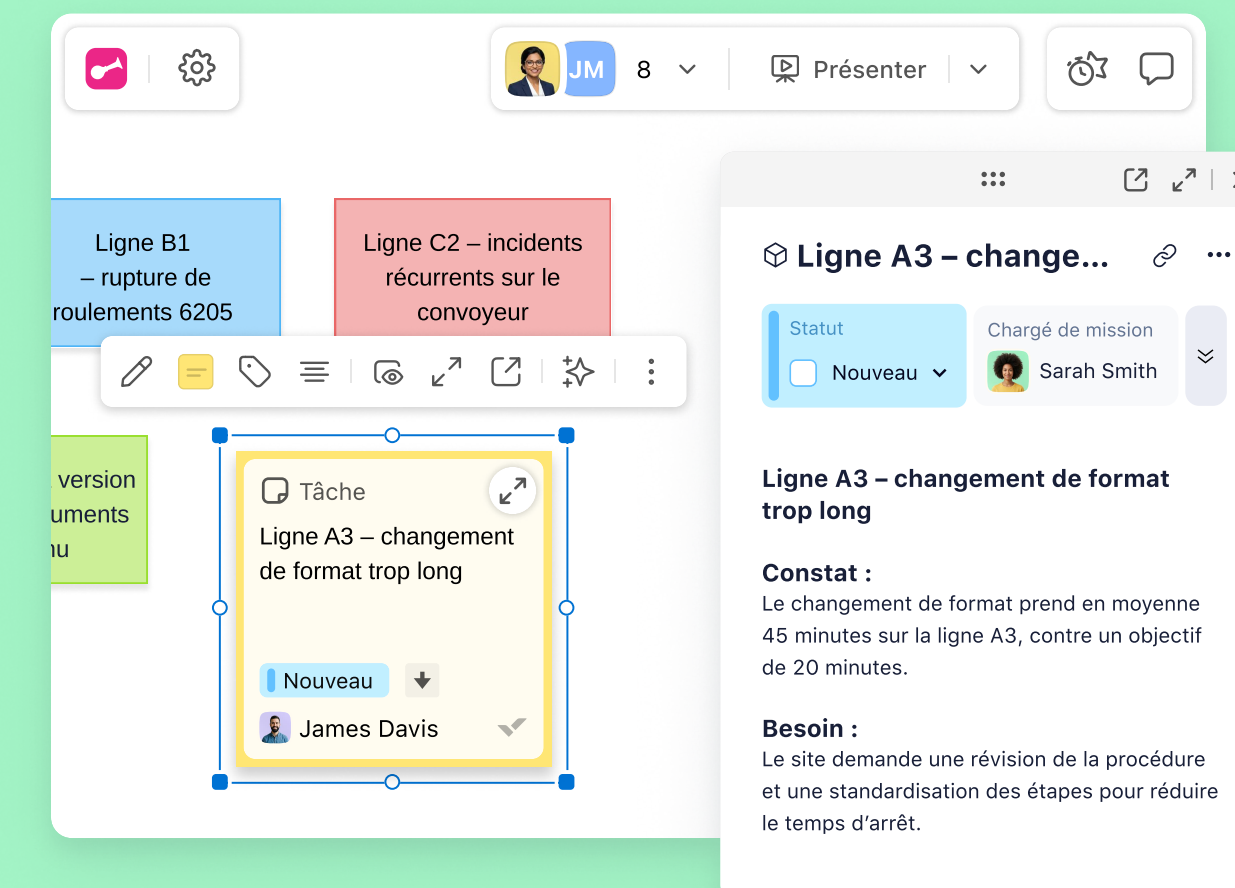 JM
8
Présenter
Ligne B1
– rupture de
roulements 6205
Ligne C2 – incidents
récurrents sur le
convoyeur
version
Tâche
Ligne A3 – changement
de format trop long
Nouveau
James Davis
Ligne A3 – change...
Statut
Nouveau
Chargé de mission
Sarah Smith
Ligne A3 – changement de format
trop long
Constat :
Le changement de format prend en moyenne
45 minutes sur la ligne A3, contre un objectif
de 20 minutes.
Besoin :
Le site demande une révision de la procédure
et une standardisation des étapes pour réduire
le temps d’arrêt.